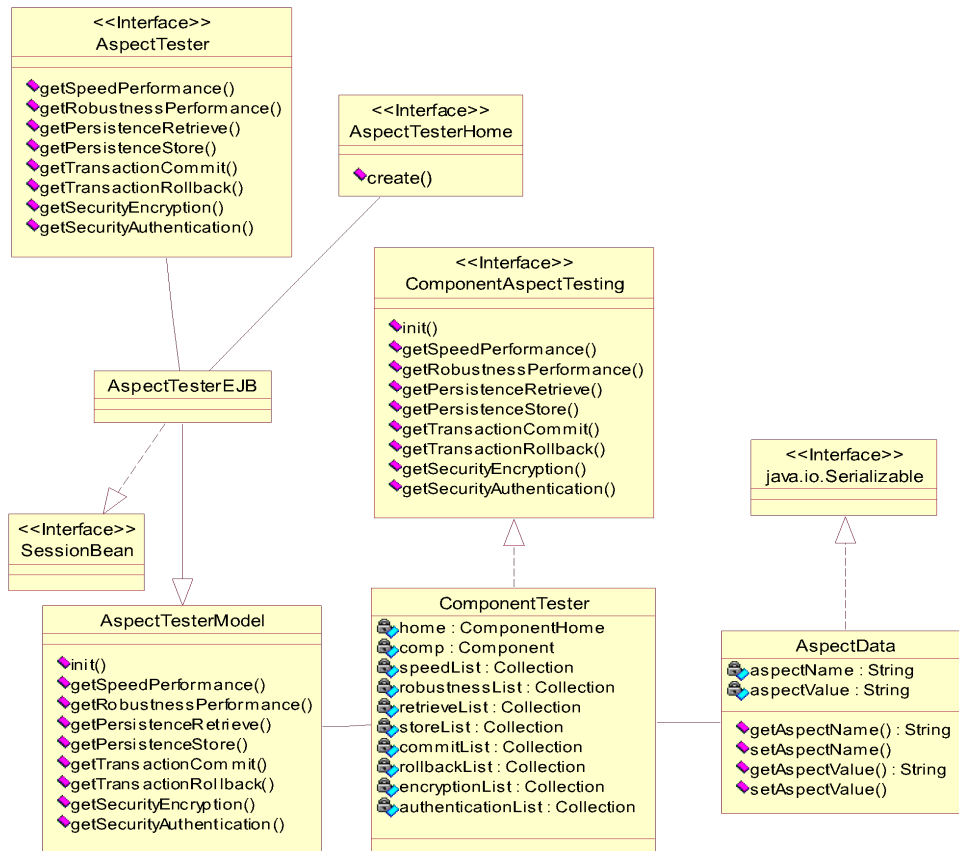 <<Interface>>
AspectTester
getSpeedPerformance()
getRobustnessPerformance()
getPersistenceRetrieve()
getPersistenceStore()
getTransactionCommit()
getTransactionRollback()
getSecurityEncryption()
getSecurityAuthentication()
<<Interface>>
AspectTesterHome
create()
<<Interface>>
ComponentAspectTesting
init()
getSpeedPerformance()
getRobustnessPerformance()
getPersistenceRetrieve()
getPersistenceStore()
getTransactionCommit()
getTransactionRollback()
getSecurityEncryption()
getSecurityAuthentication()
AspectTesterEJB
<<Interface>>
java.io.Serializable
<<Interface>>
SessionBean
AspectTesterModel
init()
getSpeedPerformance()
getRobustnessPerformance()
getPersistenceRetrieve()
getPersistenceStore()
getTransactionCommit()
getTransactionRollback()
getSecurityEncryption()
getSecurityAuthentication()
ComponentTester
home : ComponentHome
comp : Component
speedList : Collection
robustnessList : Collection
retrieveList : Collection
storeList : Collection
commitList : Collection
rollbackList : Collection
encryptionList : Collection
authenticationList : Collection
AspectData
aspectName : String
aspectValue : String
getAspectName() : String
setAspectName()
getAspectValue() : String
setAspectValue()